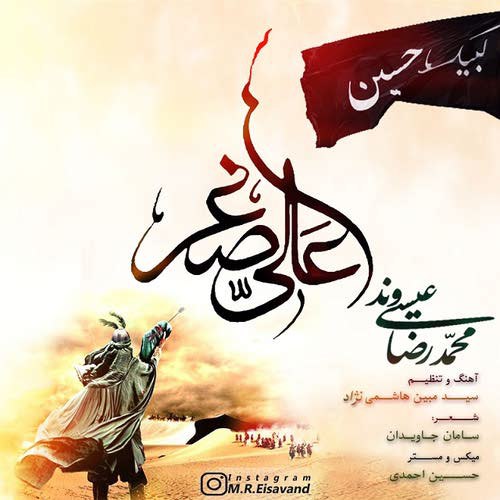 لبیک حسین
علی اصغر
محمدرضا عیسی وند
آهنگ و تنظیم
سید مبین هاشمی نژاد
شعر:
سامان جاویدان
میکس و مستر
حسین احمدی
Instagram
M.R.Eisavand